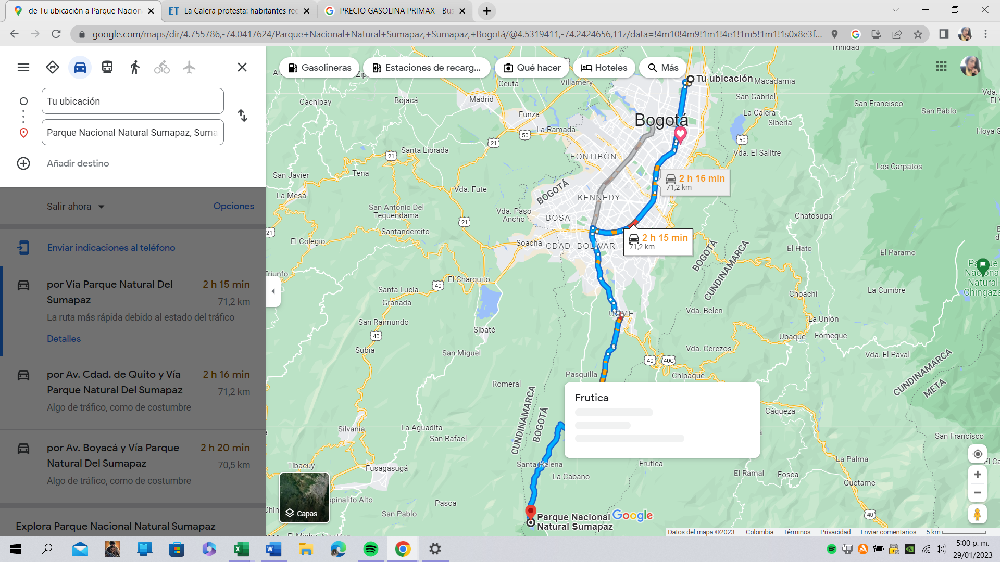 de Tu ubicación a Parque Nacion
ET La Calera protesta: habitantes rec
PRECIO GASOLINA PRIMAX - Bus
google.com/maps/dir/4.755786,-74.0417624/Parque+Nacional+Natural+Sumapaz,+Sumapaz,+Bogotá/@4.5319411,-74.2424656,11z/data=!4m10!4m9!1m1!4e1!1m5!1m1!1s0x8e3f...
Tu ubicación
Parque Nacional Natural Sumapaz, Suma
Añadir destino
Salir ahora
Opciones
Enviar indicaciones al teléfono
por Vía Parque Natural Del
Sumapaz
2 h 15 min
71,2 km
La ruta más rápida debido al estado del tráfico
Detalles
por Av. Cdad. de Quito y Vía
Parque Natural Del Sumapaz
2 h 16 min
71,2 km
Algo de tráfico, como de costumbre
por Av. Boyacá y Vía Parque
Natural Del Sumapaz
2 h 20 min
70,5 km
Algo de tráfico, como de costumbre
Explora Parque Nacional Natural Sumapaz
Gasolineras
Estaciones de recarg...
Qué hacer
Hoteles
Más
Trinidad
Ceuta
Villamery
Tu ubicación
Macadamia
Cachipay
Bojacá
Madrid
San Gabriel
San Francisco
San Pablo
Funza
La Calera
Siberia
Bogotá
La Ramada
50
21
50
Hoya G
Santa Librada
21
FONTIBÓN
Vda. El Salitre
San Javier
Tena
Los Carpatos
2 h 16 min
71,2 km
La Mesa
Vda. Fute
BOGOTÁ
KENNEDY
San Antonio Del
Tequendama
Vda. Paso
Ancho
BOSA
Chatosuga
21
21
Santandercito
El Colegio
Soacha
CDAD. BOLÍVAR
2 h 15 min
71,2 km
BOGOTÁ
CUNDINAMARCA
El Hato
El Paramo
Triunfo
El Charquito
40
Santa Lucia
Granada
La Cumbre
Choachí
Parque
Naciona
Natural
Chingaza
San Raimundo
USME
Vda. Belen
La Unión
Sibaté
40
Ubaque
Fómeque
Subia
San Miguel
Vda. Cerezos
Vda. El Paval
40
40C
Pasquilla
Chipaque
Romeral
CUNDINAMARCA
META
CUNDINAMARCA
BOGOTÁ
Frutica
Cáqueza
Silvania
La Aguadita
San Rafael
San Francisco
Tibacuy
Fusagasugá
Santa Helena
Frutica
La Palma
La Cabano
El Ramal
Fosca
Quetame
Pasca
San Pablo
40
Capas
Parque Nacional
Natural Sumapaz
Google
Datos del mapa ©2023
Colombia
Términos
Privacidad
Enviar comentarios
5 km
5:00 p. m.
29/01/2023